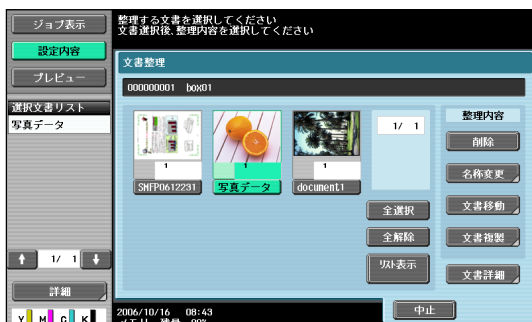 ジョブ表示
設定内容
プレビュー
選択文書リスト
写真データ
1/ 1
詳細
Y M C K
整理する文書を選択してください
文書選択後、整理内容を選択してください
文書整理
000000001 box01
1
SMFP0612231
1
写真データ
1
document1
1/ 1
全選択
全解除
リスト表示
整理内容
削除
名称変更
文書移動
文書複製
文書詳細
2006/10/16 08:43
中止